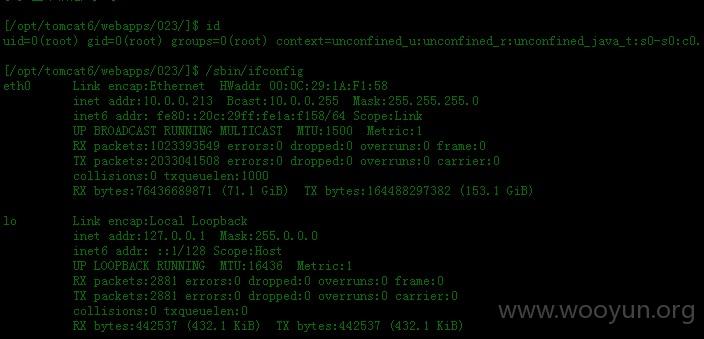 [/opt/tomcat6/webapps/023/]$ id
uid=0(root) gid=0(root) groups=0(root) context=unconfined_u:unconfined_r:unconfined_java_t:s0-s0:c0.
[/opt/tomcat6/webapps/023/]$ /sbin/ifconfig
eth0 Link encap:Ethernet HWaddr 00:0C:29:1A:F1:58
inet addr:10.0.0.213 Bcast:10.0.0.255 Mask:255.255.255.0
inet6 addr: fe80::20c:29ff:fe1a:f158/64 Scope:Link
UP BROADCAST RUNNING MULTICAST MTU:1500 Metric:1
RX packets:1023393549 errors:0 dropped:0 overruns:0 frame:0
TX packets:2033041508 errors:0 dropped:0 overruns:0 carrier:0
collisions:0 txqueuelen:1000
RX bytes:76436689871 (71.1 GiB) TX bytes:164488297382 (153.1 GiB)
lo Link encap:Local Loopback
inet addr:127.0.0.1 Mask:255.0.0.0
inet6 addr: ::1/128 Scope:Host
UP LOOPBACK RUNNING MTU:16436 Metric:1
RX packets:2881 errors:0 dropped:0 overruns:0 frame:0
TX packets:2881 errors:0 dropped:0 overruns:0 carrier:0
collisions:0 txqueuelen:0
RX bytes:442537 (432.1 KiB) TX bytes:442537 (432.1 KiB)
www.wooyun.org